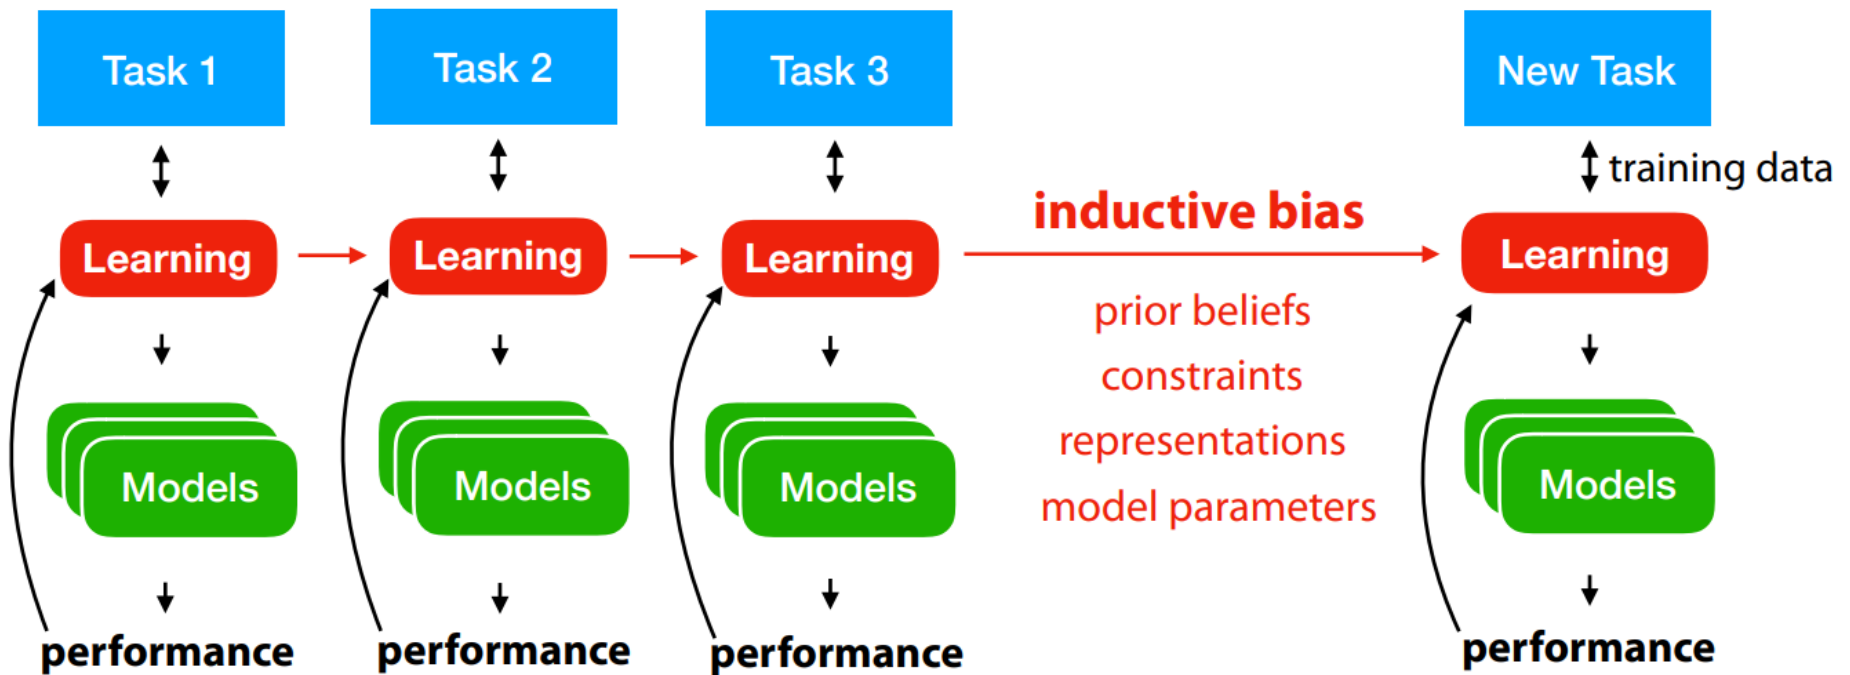 Task 1
Task 2
Task 3
New Task
training data
Learning
Learning
Learning
inductive bias
Learning
prior beliefs
constraints
representations
model parameters
Models
Models
Models
Models
performance
performance
performance
performance